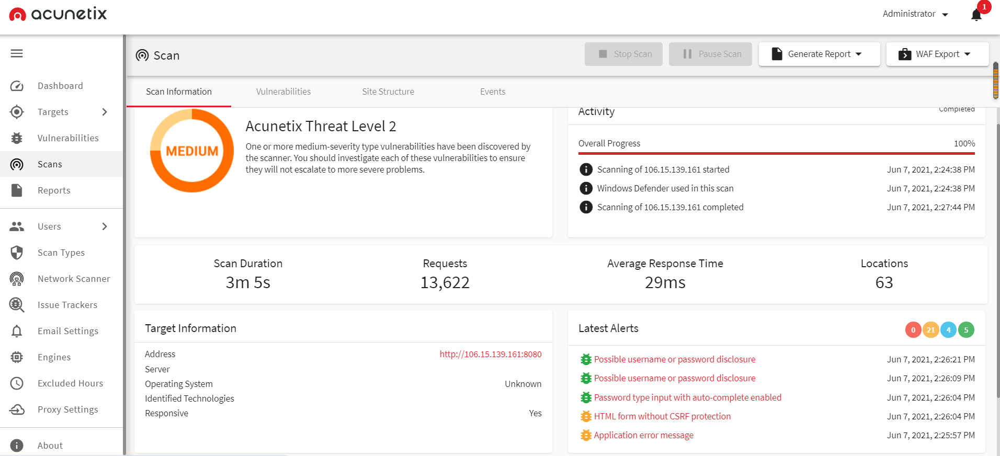 acunetix
Administrator
1
Scan
Stop Scan
Pause Scan
Generate Report
WAF Export
Dashboard
Targets
Vulnerabilities
Scans
Reports
Users
Scan Types
Network Scanner
Issue Trackers
Email Settings
Engines
Excluded Hours
Proxy Settings
About
Scan Information
Vulnerabilities
Site Structure
Events
MEDIUM
Acunetix Threat Level 2
One or more medium-severity type vulnerabilities have been discovered by
the scanner. You should investigate each of these vulnerabilities to ensure
they will not escalate to more severe problems.
Activity
Completed
Overall Progress
100%
Scanning of 106.15.139.161 started
Jun 7, 2021, 2:24:38 PM
Windows Defender used in this scan
Jun 7, 2021, 2:24:38 PM
Scanning of 106.15.139.161 completed
Jun 7, 2021, 2:27:44 PM
Scan Duration
3m 5s
Requests
13,622
Average Response Time
29ms
Locations
63
Target Information
Address
http://106.15.139.161:8080
Server
Operating System
Unknown
Identified Technologies
Responsive
Yes
Latest Alerts
0
21
4
5
Possible username or password disclosure
Jun 7, 2021, 2:26:21 PM
Possible username or password disclosure
Jun 7, 2021, 2:26:09 PM
Password type input with auto-complete enabled
Jun 7, 2021, 2:26:04 PM
HTML form without CSRF protection
Jun 7, 2021, 2:26:04 PM
Application error message
Jun 7, 2021, 2:25:57 PM